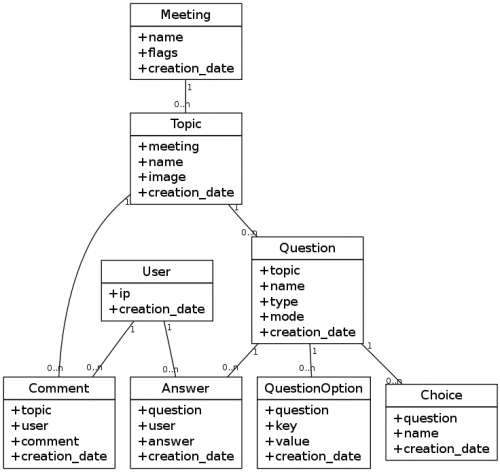 Meeting
+name
+flags
+creation_date
1
0..n
Topic
+meeting
+name
+image
+creation_date
1
1
0..n
Question
+topic
+name
+type
+mode
+creation_date
User
+ip
+creation_date
1
1
1
1
1
0..n
0..n
0..n
0..n
0..n
0..n
Comment
+topic
+user
+comment
+creation_date
Answer
+question
+user
+answer
+creation_date
QuestionOption
+question
+key
+value
+creation_date
Choice
+question
+name
+creation_date